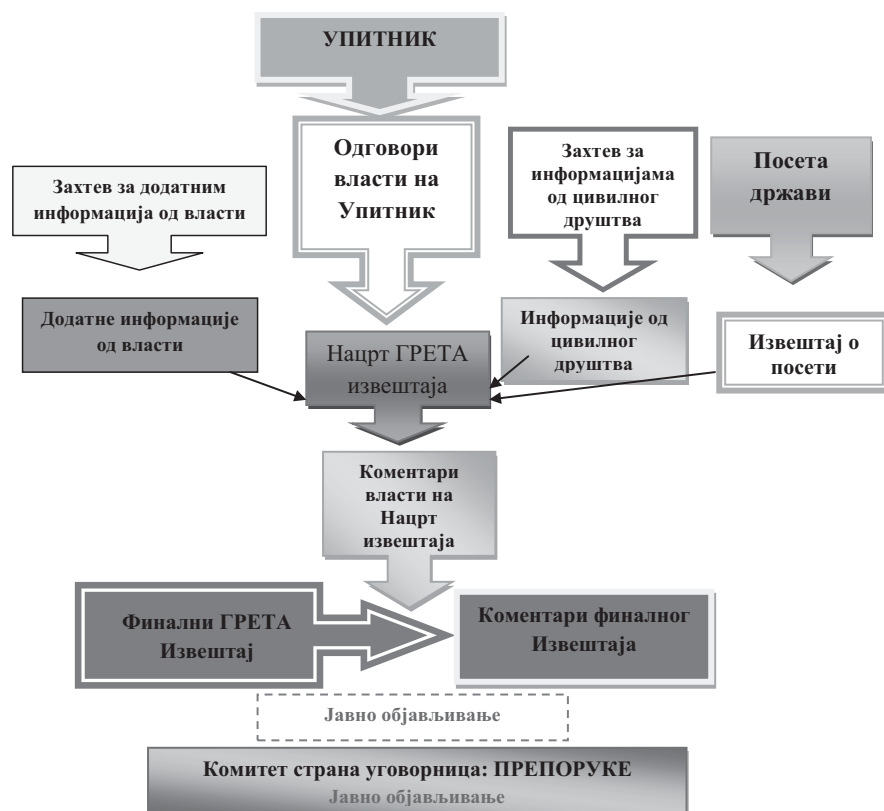 УПИТНИК
Одговори
власти на
Упитник
Захтев за
информацијама
од цивилног
друштва
Посета
држави
Захтев за додатним
информација од власти
Додатне информације
од власти
Нацрт ГРЕТА
извештаја
Информације од
цивилног
друштва
Извештај о
посети
Коментари
власти на
Нацрт
извештаја
Финални ГРЕТА
Извештај
Коментари финалног
Извештаја
Јавно објављивање
Комитет страна уговорница: ПРЕПОРУКЕ
Јавно објављивање